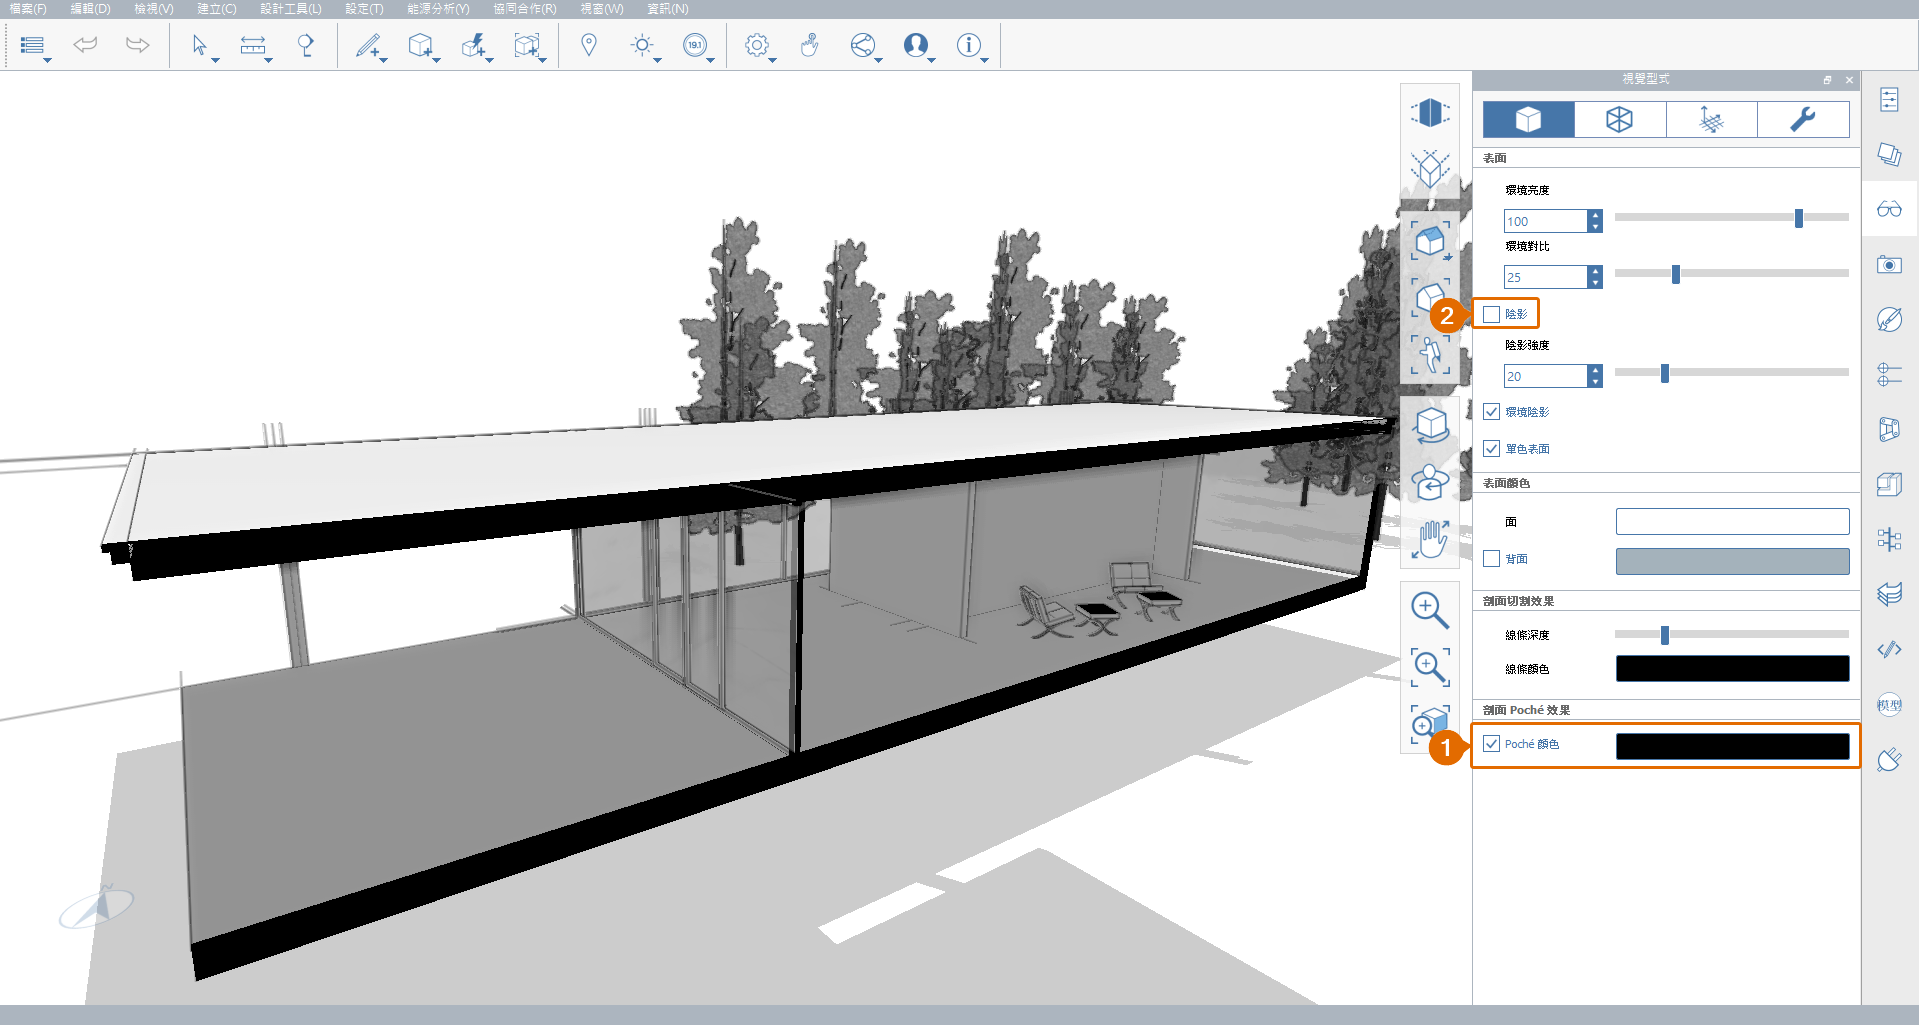 檔案(F) 編輯(D) 檢視(V) 建立(C) 設計工具(L) 設定(T) 能源分析(Y) 協同合作(R) 視窗(W) 資訊(N)
19.1
視覺型式
表面
環境亮度
100
環境對比
25
2 陰影
陰影強度
20
環境陰影
單色表面
表面顏色
面
背面
剖面切割效果
線條深度
線條顏色
剖面 Poché 效果
1 Poché 顏色
模型